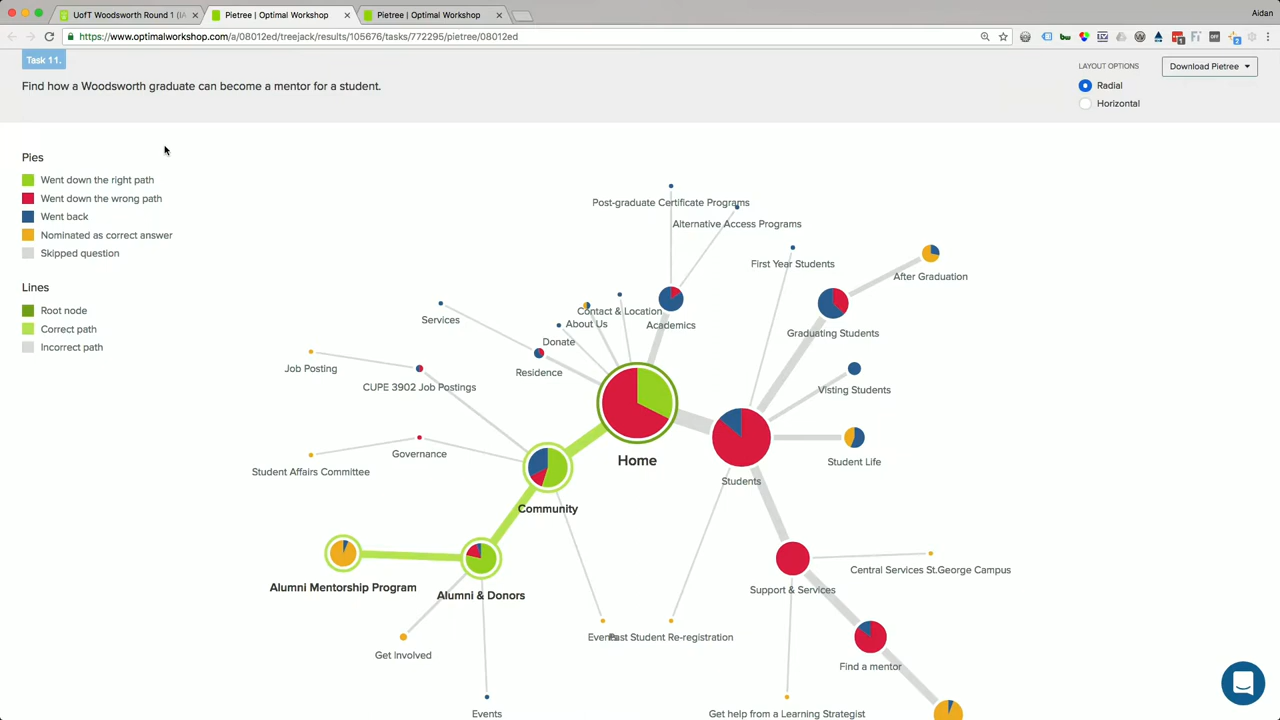 UofT Woodsworth Round 1 (IA
Pietree | Optimal Workshop
Pietree | Optimal Workshop
Aidan
https://www.optimalworkshop.com/a/08012ed/treejack/results/105676/tasks/772295/pietree/08012ed
Task 11.
Find how a Woodsworth graduate can become a mentor for a student.
LAYOUT OPTIONS
Radial
Horizontal
Download Pietree
Pies
Went down the right path
Went down the wrong path
Went back
Nominated as correct answer
Skipped question
Lines
Root node
Correct path
Incorrect path
Post-graduate Certificate Programs
Alternative Access Programs
First Year Students
After Graduation
Services
Contact & Location
About Us
Academics
Graduating Students
Donate
Job Posting
Residence
CUPE 3902 Job Postings
Visting Students
Governance
Home
Student Life
Student Affairs Committee
Students
Community
Central Services St.George Campus
Alumni Mentorship Program
Alumni & Donors
Support & Services
Events
Past Student Re-registration
Get Involved
Find a mentor
Events
Get help from a Learning Strategist